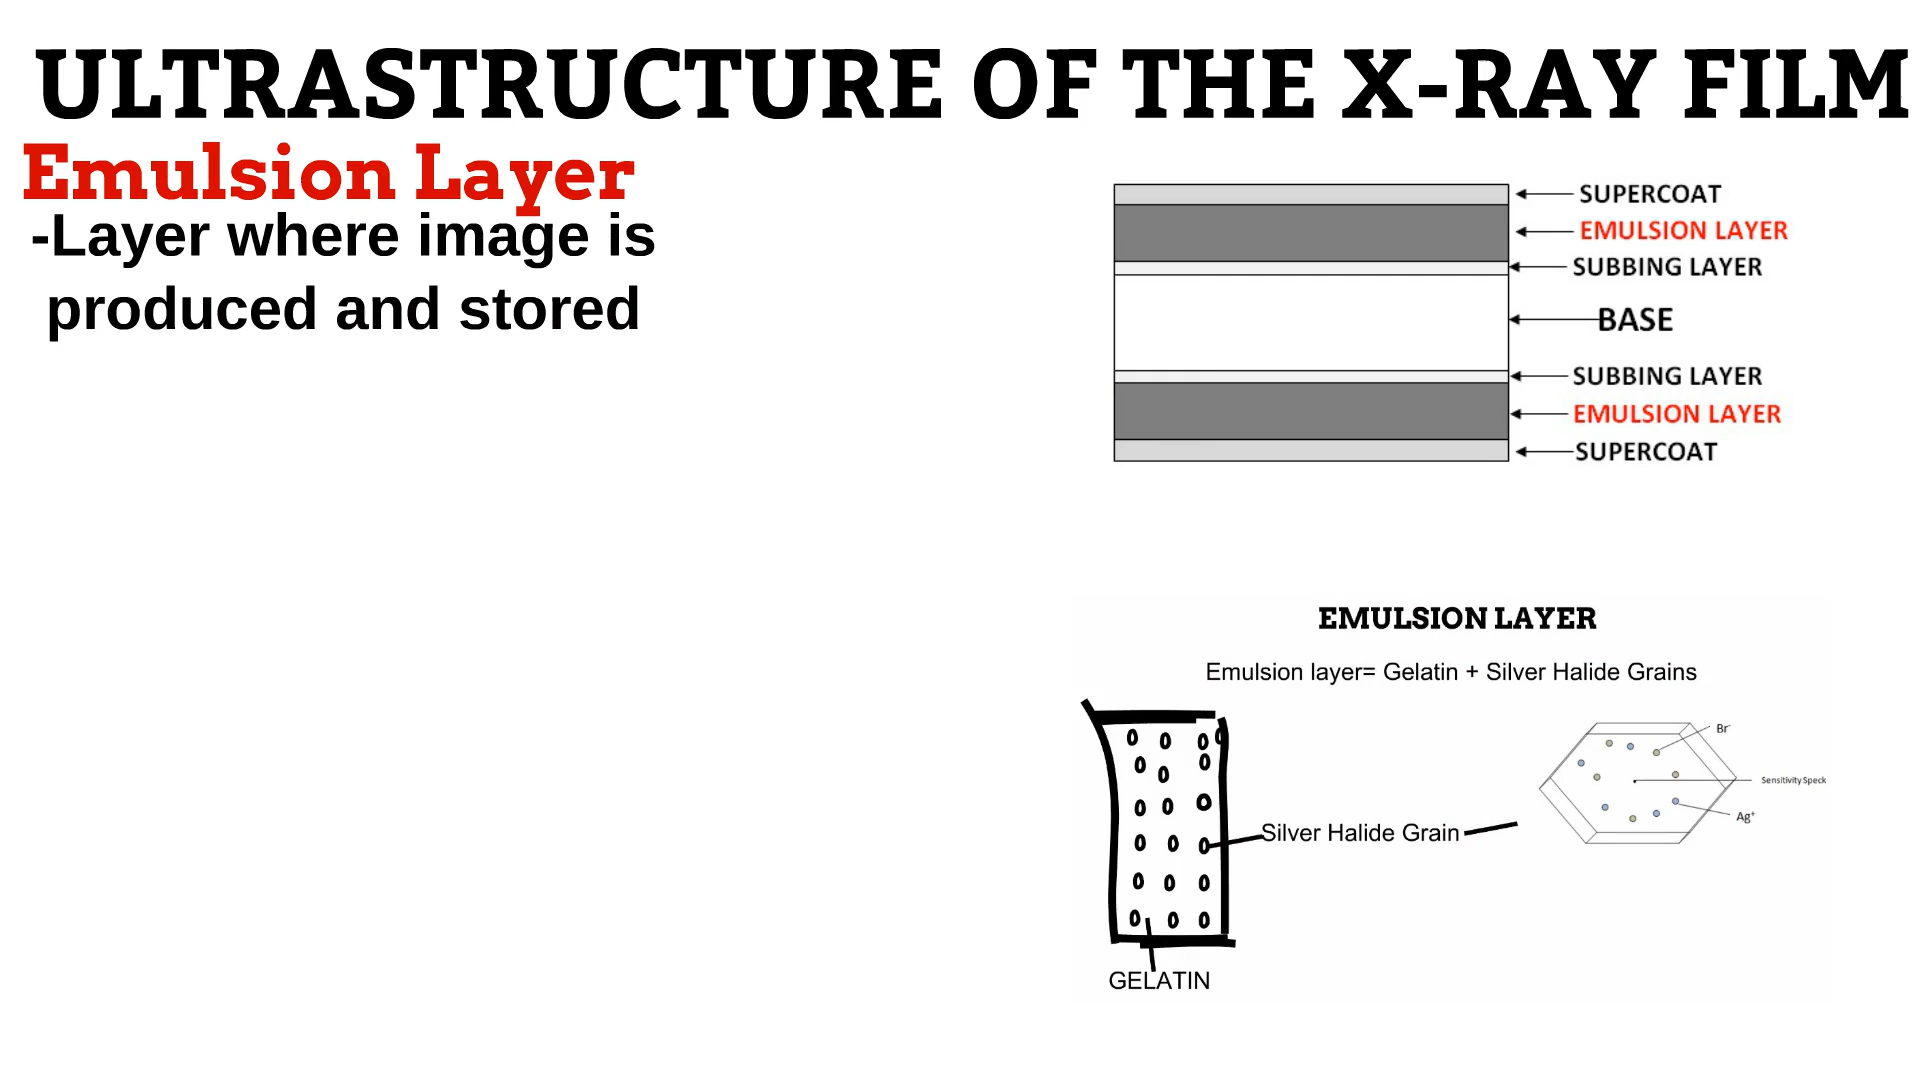 ULTRASTRUCTURE OF THE X-RAY FILM
Emulsion Layer
-Layer where image is
produced and stored
SUPERCOAT
EMULSION LAYER
SUBBING LAYER
BASE
SUBBING LAYER
EMULSION LAYER
SUPERCOAT
EMULSION LAYER
Emulsion layer= Gelatin + Silver Halide Grains
Br⁻
Sensitivity Speck
Ag⁺
Silver Halide Grain
GELATIN